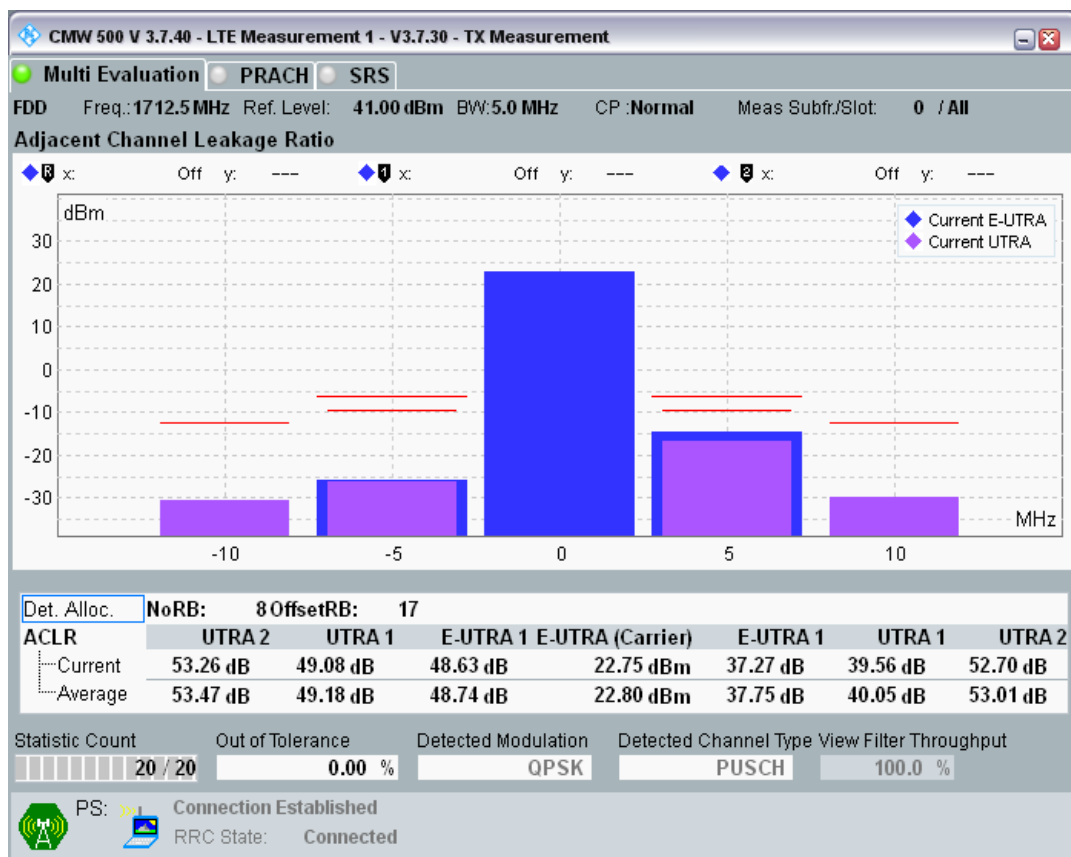 CMW 500 V 3.7.40 - LTE Measurement 1 - V3.7.30 - TX Measurement
Multi Evaluation PRACH SRS
FDD Freq.:1712.5 MHz Ref. Level: 41.00 dBm BW:5.0 MHz CP :Normal Meas Subfr./Slot: 0 / All
Adjacent Channel Leakage Ratio
R x: Off y: --- 1 x: Off y: --- 2 x: Off y: ---
dBm
Current E-UTRA
Current UTRA
30
20
10
0
-10
-20
-30
MHz
-10 -5 0 5 10
Det. Alloc. NoRB: 8 OffsetRB: 17
ACLR UTRA 2 UTRA 1 E-UTRA 1 E-UTRA (Carrier) E-UTRA 1 UTRA 1 UTRA 2
Current 53.26 dB 49.08 dB 48.63 dB 22.75 dBm 37.27 dB 39.56 dB 52.70 dB
Average 53.47 dB 49.18 dB 48.74 dB 22.80 dBm 37.75 dB 40.05 dB 53.01 dB
Statistic Count Out of Tolerance Detected Modulation Detected Channel Type View Filter Throughput
20 / 20 0.00 % QPSK PUSCH 100.0 %
PS: Connection Established
RRC State: Connected